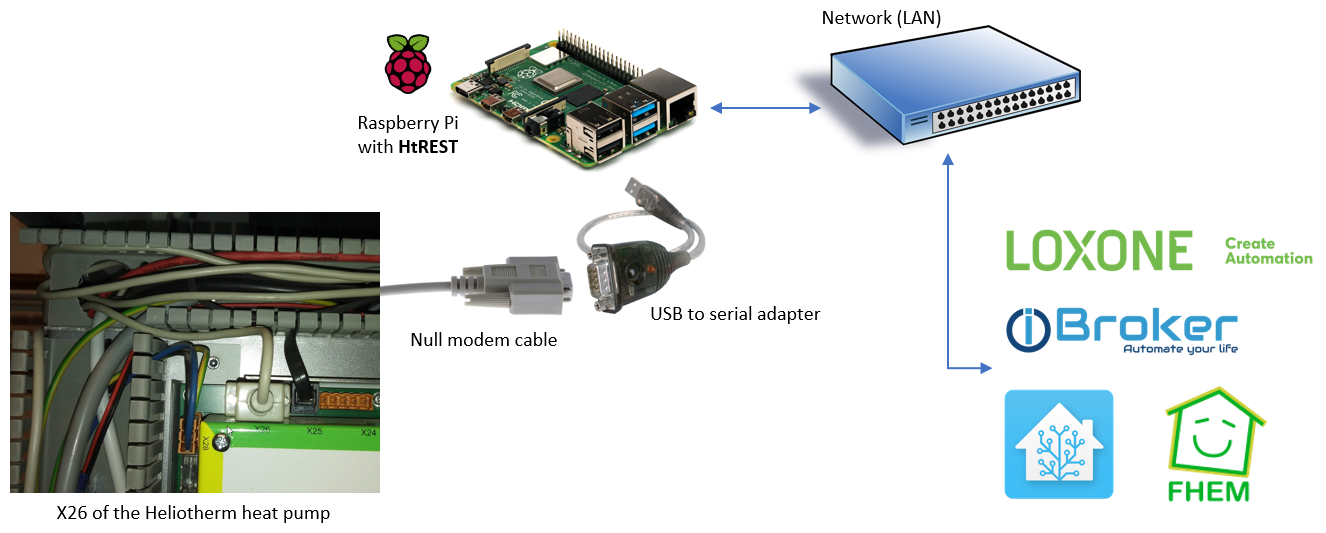 Network (LAN)
Raspberry Pi
with HtREST
LOXONE
Create
Automation
USB to serial adapter
Null modem cable
iBroker
Automate your life
X26
X25
X24
X28
FHEM
X26 of the Heliotherm heat pump